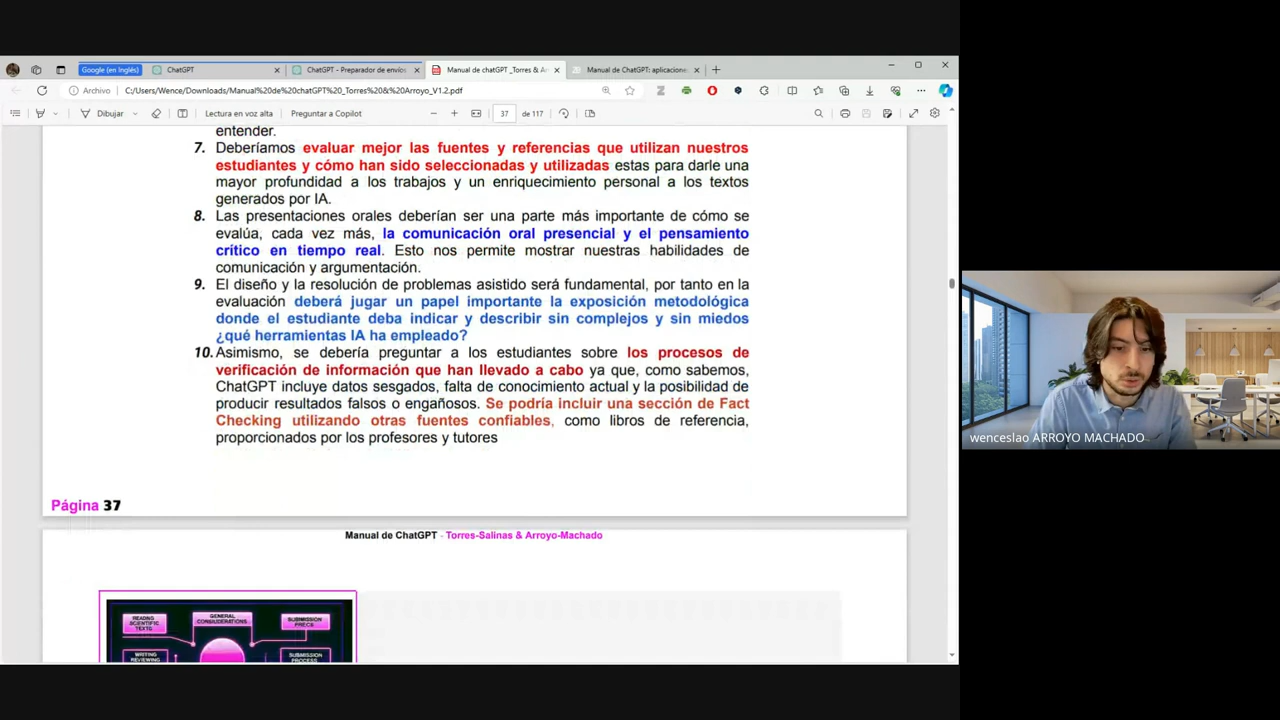 Google (en Inglés)
ChatGPT
ChatGPT - Preparador de envíos
Manual de chatGPT _Torres & A
Manual de ChatGPT: aplicacione
Archivo
C:/Users/Wence/Downloads/Manual%20de%20chatGPT%20_Torres%20&%20Arroyo_V1.2.pdf
Dibujar
Lectura en voz alta
Preguntar a Copilot
37
de 117
entender.
7. Deberíamos evaluar mejor las fuentes y referencias que utilizan nuestros
estudiantes y cómo han sido seleccionadas y utilizadas estas para darle una
mayor profundidad a los trabajos y un enriquecimiento personal a los textos
generados por IA.
8. Las presentaciones orales deberían ser una parte más importante de cómo se
evalúa, cada vez más, la comunicación oral presencial y el pensamiento
crítico en tiempo real. Esto nos permite mostrar nuestras habilidades de
comunicación y argumentación.
9. El diseño y la resolución de problemas asistido será fundamental, por tanto en la
evaluación deberá jugar un papel importante la exposición metodológica
donde el estudiante deba indicar y describir sin complejos y sin miedos
¿qué herramientas IA ha empleado?
10. Asimismo, se debería preguntar a los estudiantes sobre los procesos de
verificación de información que han llevado a cabo ya que, como sabemos,
ChatGPT incluye datos sesgados, falta de conocimiento actual y la posibilidad de
producir resultados falsos o engañosos. Se podría incluir una sección de Fact
Checking utilizando otras fuentes confiables, como libros de referencia,
proporcionados por los profesores y tutores
Página 37
Manual de ChatGPT - Torres-Salinas & Arroyo-Machado
READING
SCIENTIFIC
TEXTS
GENERAL
CONSIDERATIONS
SUBMISSION
PRECS
WRITING
REVIEWING
SUBMISSION
PROCESS
wenceslao ARROYO MACHADO